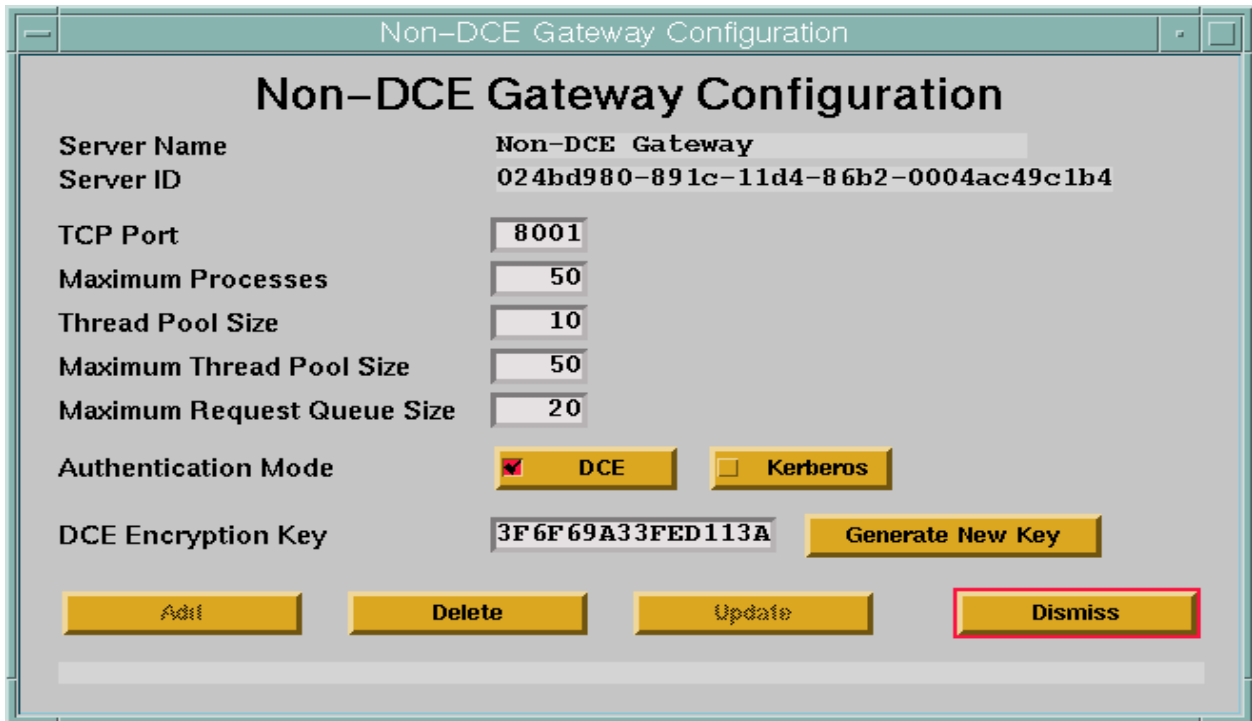 Non-DCE Gateway Configuration
Non-DCE Gateway Configuration
Server Name Non-DCE Gateway
Server ID 024bd980-891c-11d4-86b2-0004ac49c1b4
TCP Port 8001
Maximum Processes 50
Thread Pool Size 10
Maximum Thread Pool Size 50
Maximum Request Queue Size 20
Authentication Mode DCE Kerberos
DCE Encryption Key 3F6F69A33FED113A Generate New Key
Add Delete Update Dismiss